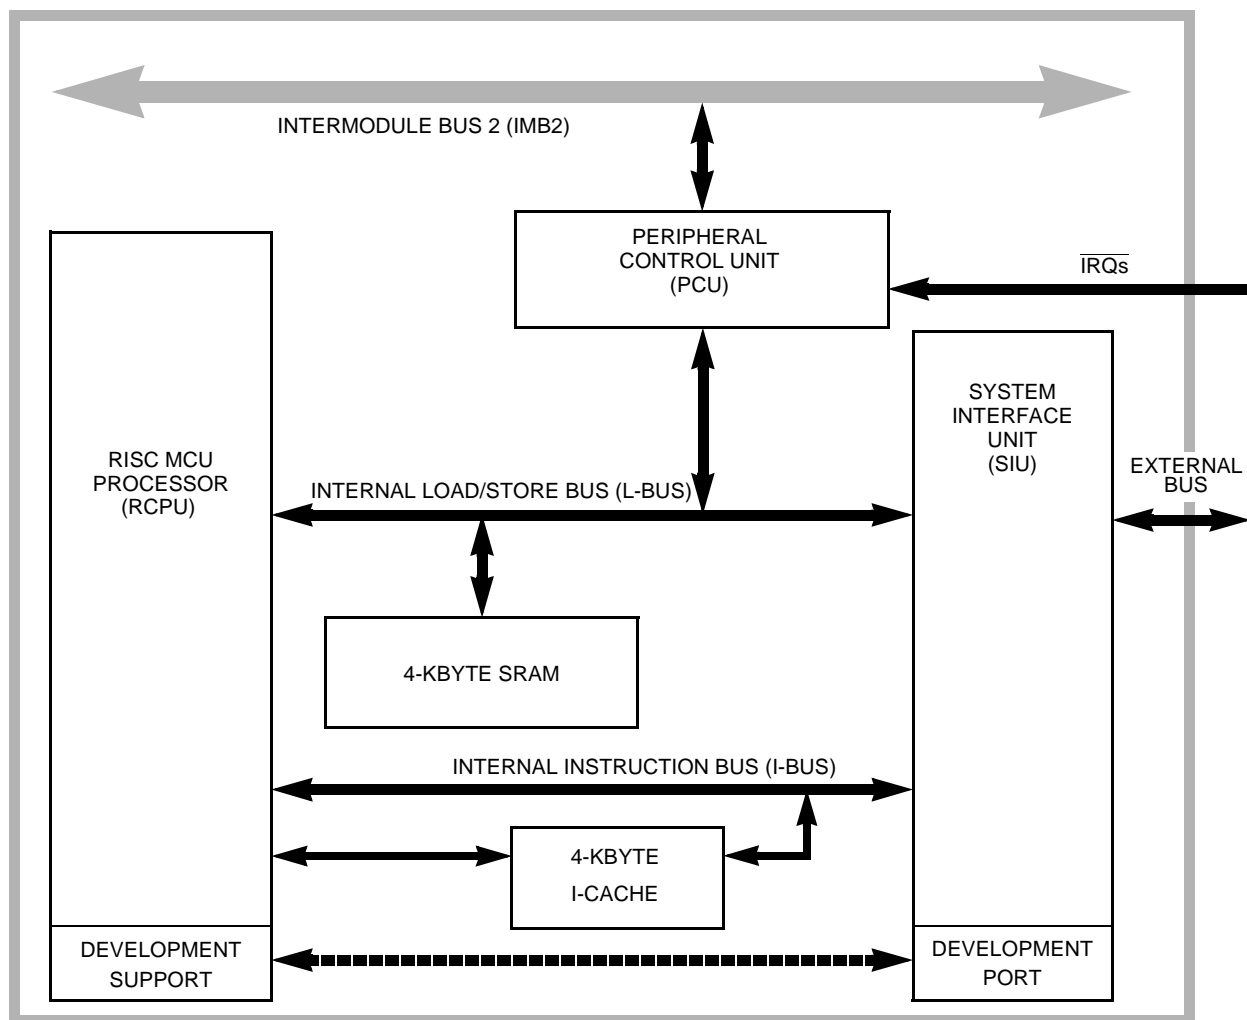 INTERMODULE BUS 2 (IMB2)
PERIPHERAL
CONTROL UNIT
(PCU)
IRQs
SYSTEM
INTERFACE
UNIT
(SIU)
RISC MCU
PROCESSOR
(RCPU)
EXTERNAL
BUS
INTERNAL LOAD/STORE BUS (L-BUS)
4-KBYTE SRAM
INTERNAL INSTRUCTION BUS (I-BUS)
4-KBYTE
I-CACHE
DEVELOPMENT
SUPPORT
DEVELOPMENT
PORT